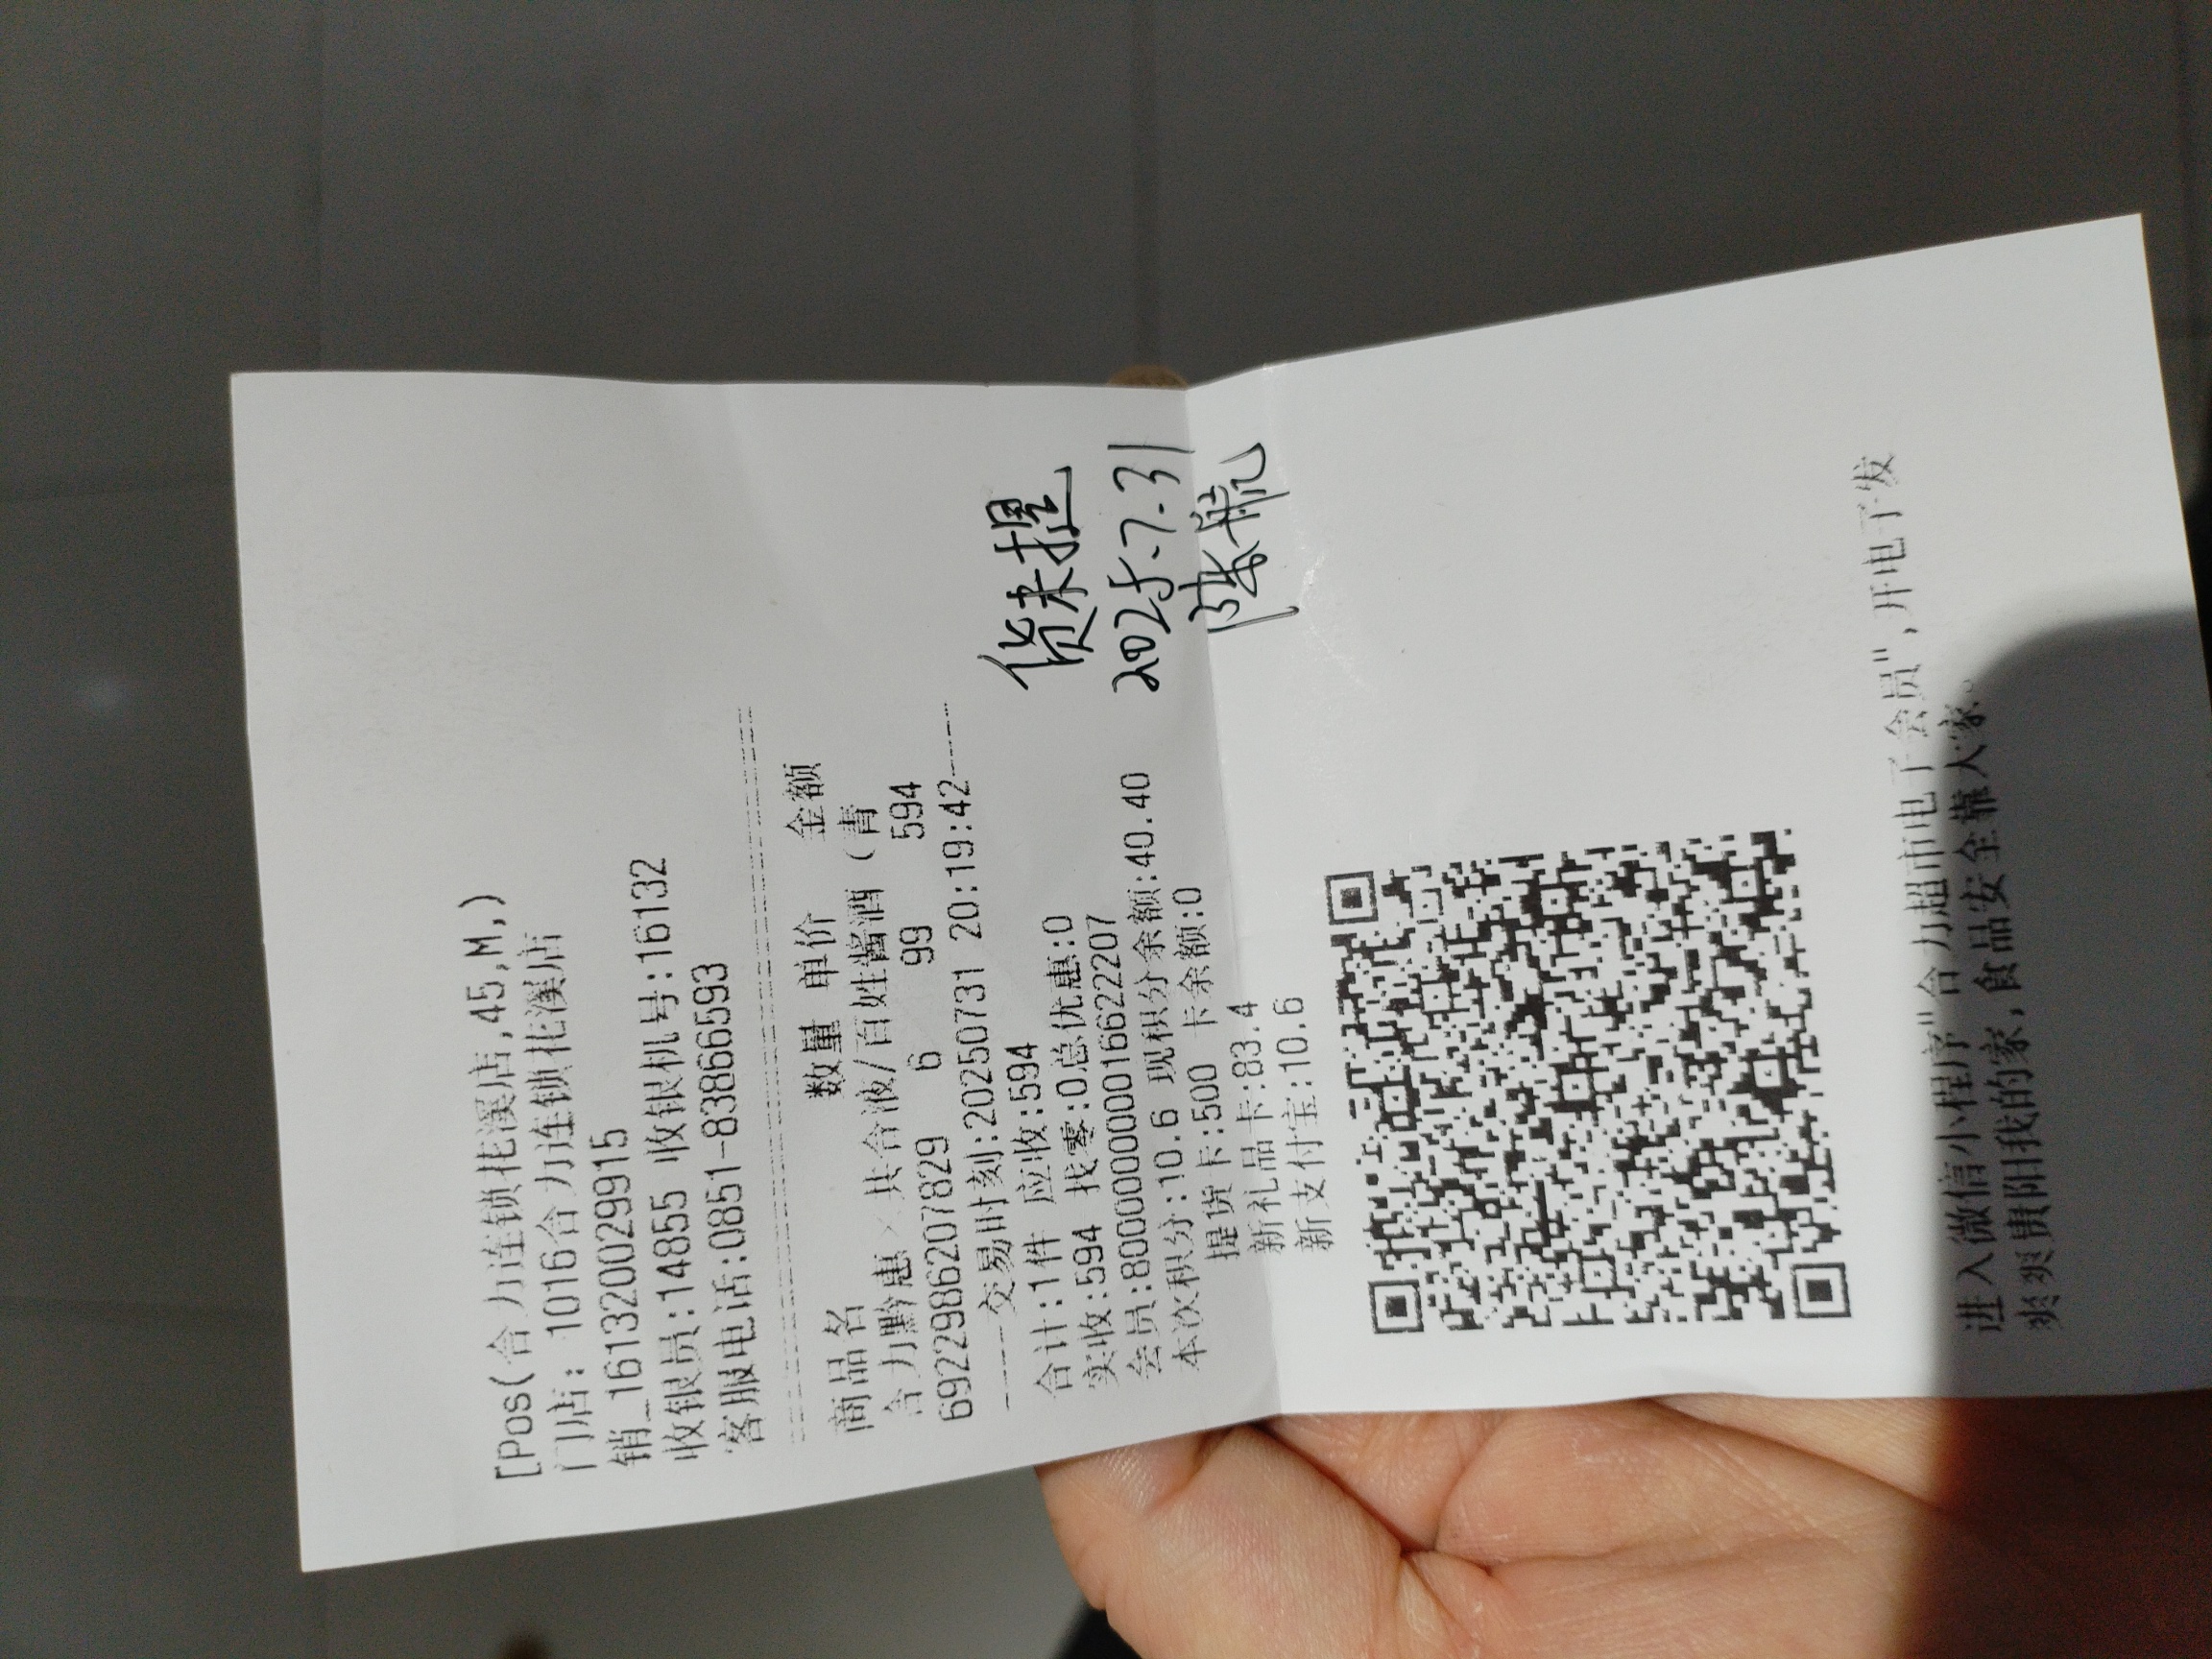 [Pos(合力连锁花溪店,45,M,)
门店: 1016合力连锁花溪店
销_161320029915
收银员:14855 收银机号:16132
客服电话:0851-83866593
商品名 数量 单价 金额
合力黔惠×共合液/百姓酱酒（青
6922986207829 6 99 594
----交易时刻:20250731 20:19:42----
合计:1件 应收:594
实收:594 找零:0总优惠:0
会员:8000000000016622207
本次积分:10.6 现积分余额:40.40
提货卡:500 卡余额:0
新礼品卡:83.4
新支付宝:10.6
货未提
2025.7.31
进入微信小程序"合力超市电子会员",开电子发
爽爽贵阳我的家,食品安全靠大家。